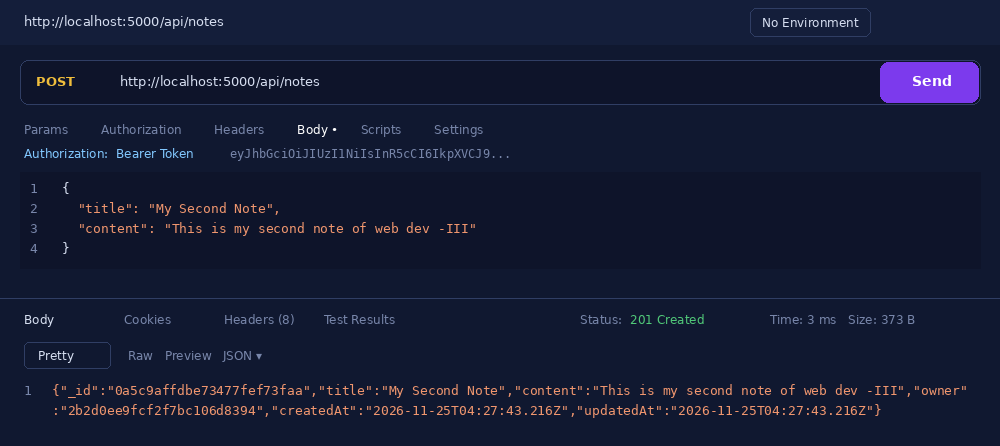 http://localhost:5000/api/notes No Environment
POST http://localhost:5000/api/notes Send
Params Authorization Headers Body • Scripts Settings
Authorization: Bearer Token eyJhbGciOiJIUzI1NiIsInR5cCI6IkpXVCJ9...
1 {
2 "title": "My Second Note",
3 "content": "This is my second note of web dev -III"
4 }
Body Cookies Headers (8) Test Results Status: 201 Created Time: 3 ms Size: 373 B
Pretty Raw Preview JSON ▾
1 {"_id":"0a5c9affdbe73477fef73faa","title":"My Second Note","content":"This is my second note of web dev -III","owner"
:"2b2d0ee9fcf2f7bc106d8394","createdAt":"2026-11-25T04:27:43.216Z","updatedAt":"2026-11-25T04:27:43.216Z"}